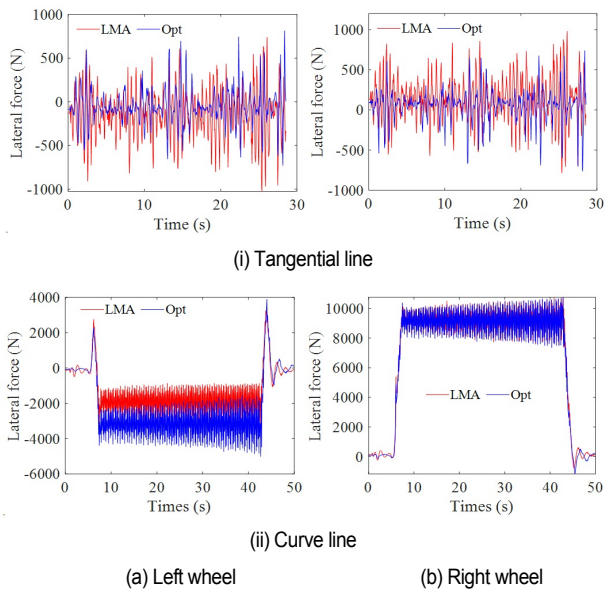 LMA Opt
Lateral force (N)
1000
500
0
-500
-1000
0 10 20 30
Time (s)
LMA Opt
Lateral force (N)
1000
500
0
-500
1000
0 10 20 30
Time (s)
(i) Tangential line
LMA Opt
Lateral force (N)
4000
2000
0
-2000
-4000
-6000
0 10 20 30 40 50
Times (s)
LMA Opt
Lateral force (N)
10000
8000
6000
4000
2000
0
0 10 20 30 40 50
Times (s)
(ii) Curve line
(a) Left wheel (b) Right wheel